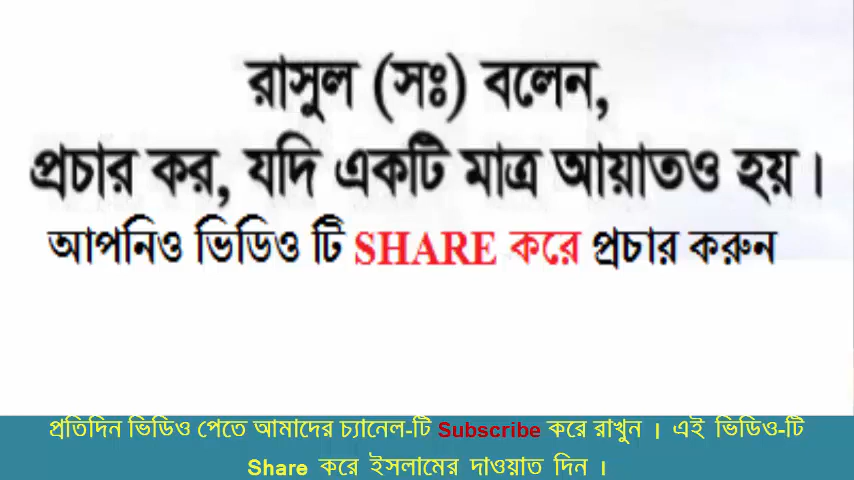 রাসুল (সঃ) বলেন,
প্রচার কর, যদি একটি মাত্র আয়াতও হয়।
আপনিও ভিডিও টি SHARE করে প্রচার করুন
প্রতিদিন ভিডিও পেতে আমাদের চ্যানেল-টি Subscribe করে রাখুন । এই ভিডিও-টি
Share করে ইসলামের দাওয়াত দিন ।